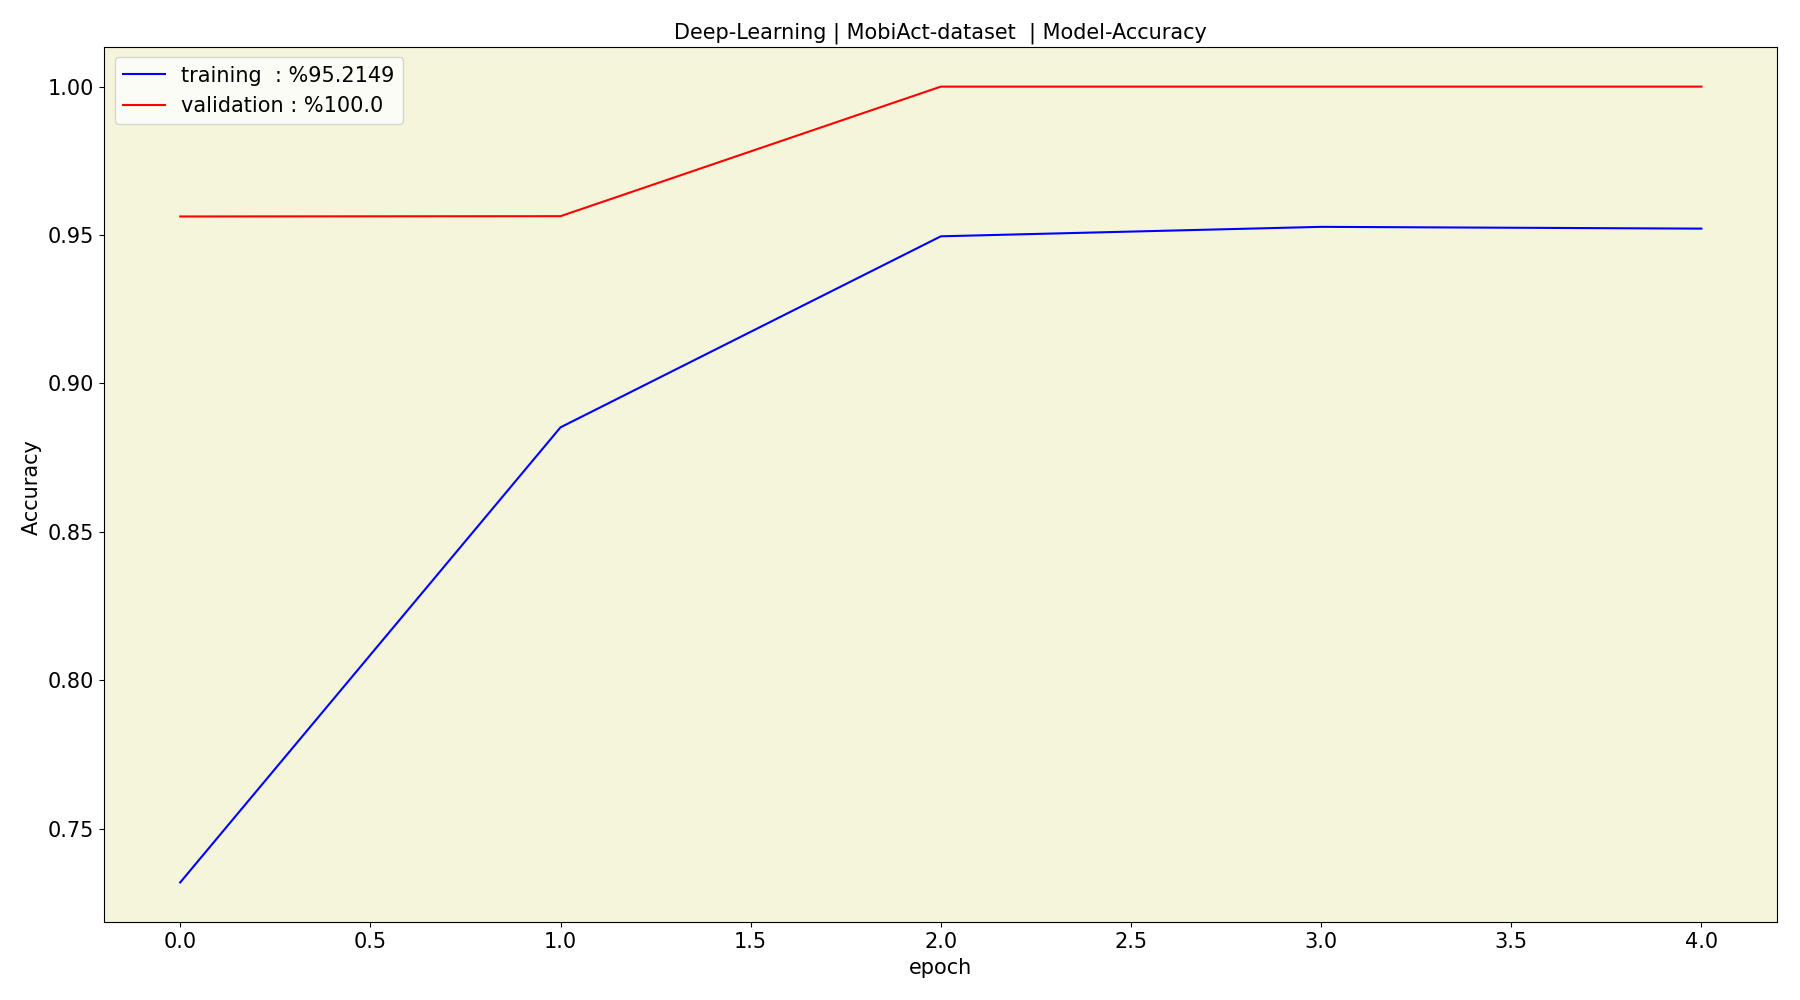 Deep-Learning | MobiAct-dataset  | Model-Accuracy
training  : %95.2149
validation : %100.0
1.00
0.95
0.90
0.85
0.80
0.75
Accuracy
0.0 0.5 1.0 1.5 2.0 2.5 3.0 3.5 4.0
epoch